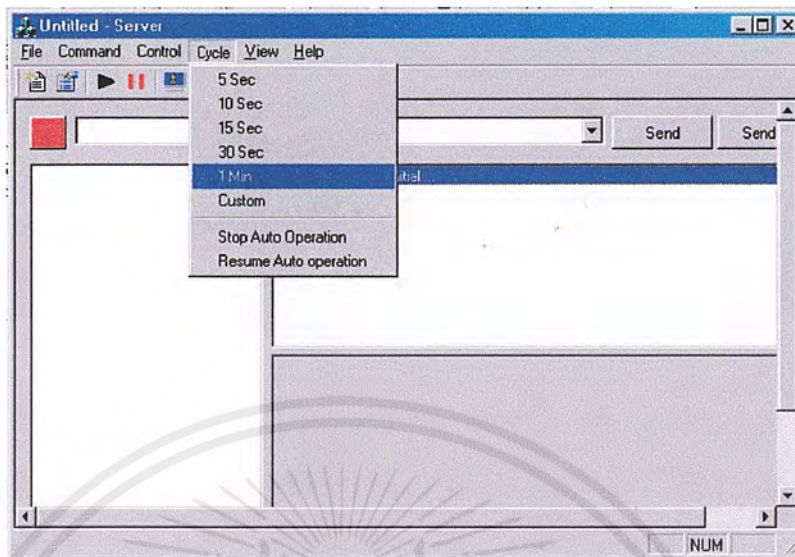 Untitled - Server
File Command Control Cycle View Help
5 Sec
10 Sec
15 Sec
30 Sec
1 Min
Custom
Stop Auto Operation
Resume Auto operation
Send Send
itial...
NUM